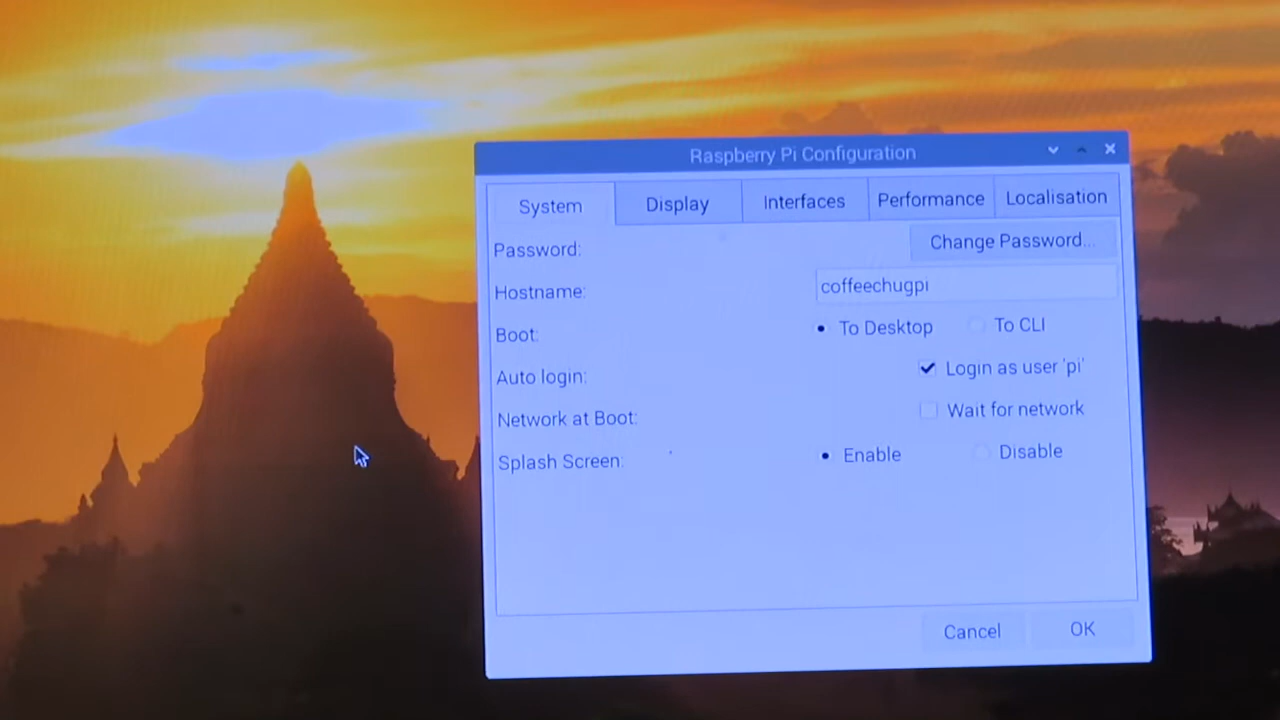 Raspberry Pi Configuration
System Display Interfaces Performance Localisation
Password: Change Password...
Hostname: coffeechugpi
Boot: To Desktop To CLI
Auto login: Login as user 'pi'
Network at Boot: Wait for network
Splash Screen: Enable Disable
Cancel OK